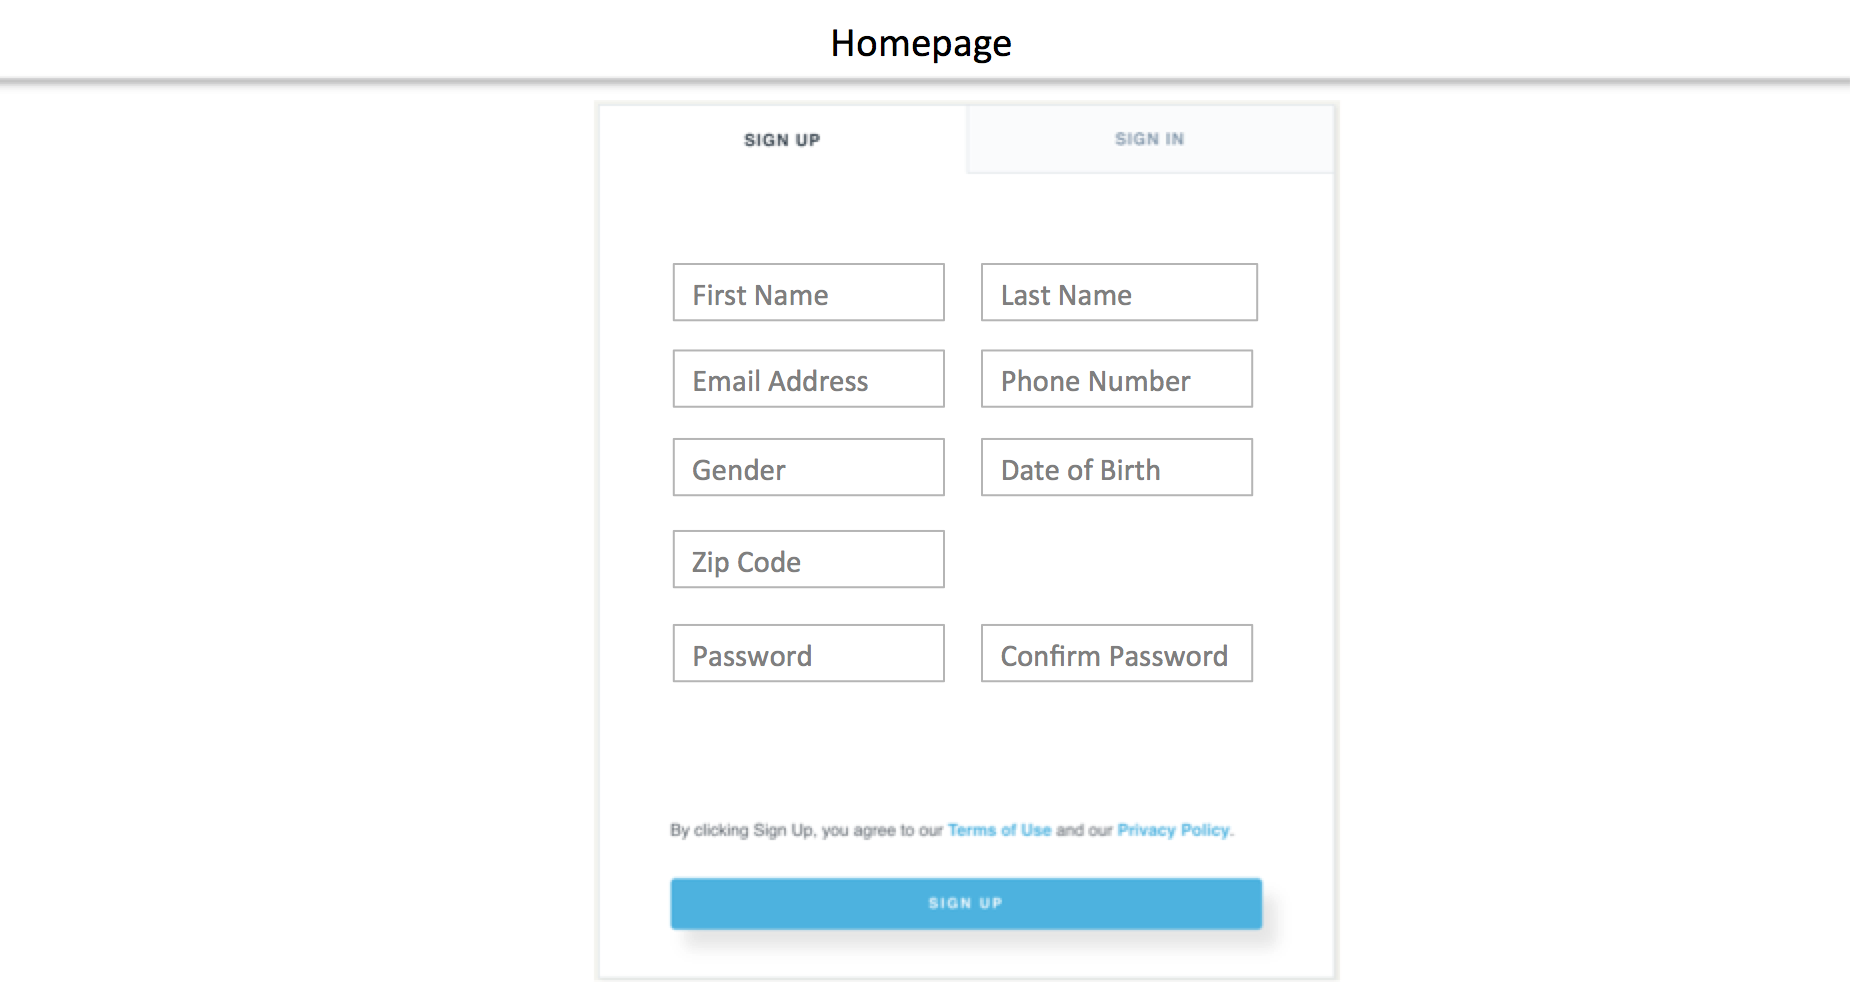 Homepage
SIGN UP
SIGN IN
First Name
Last Name
Email Address
Phone Number
Gender
Date of Birth
Zip Code
Password
Confirm Password
By clicking Sign Up, you agree to our Terms of Use and our Privacy Policy.
SIGN UP